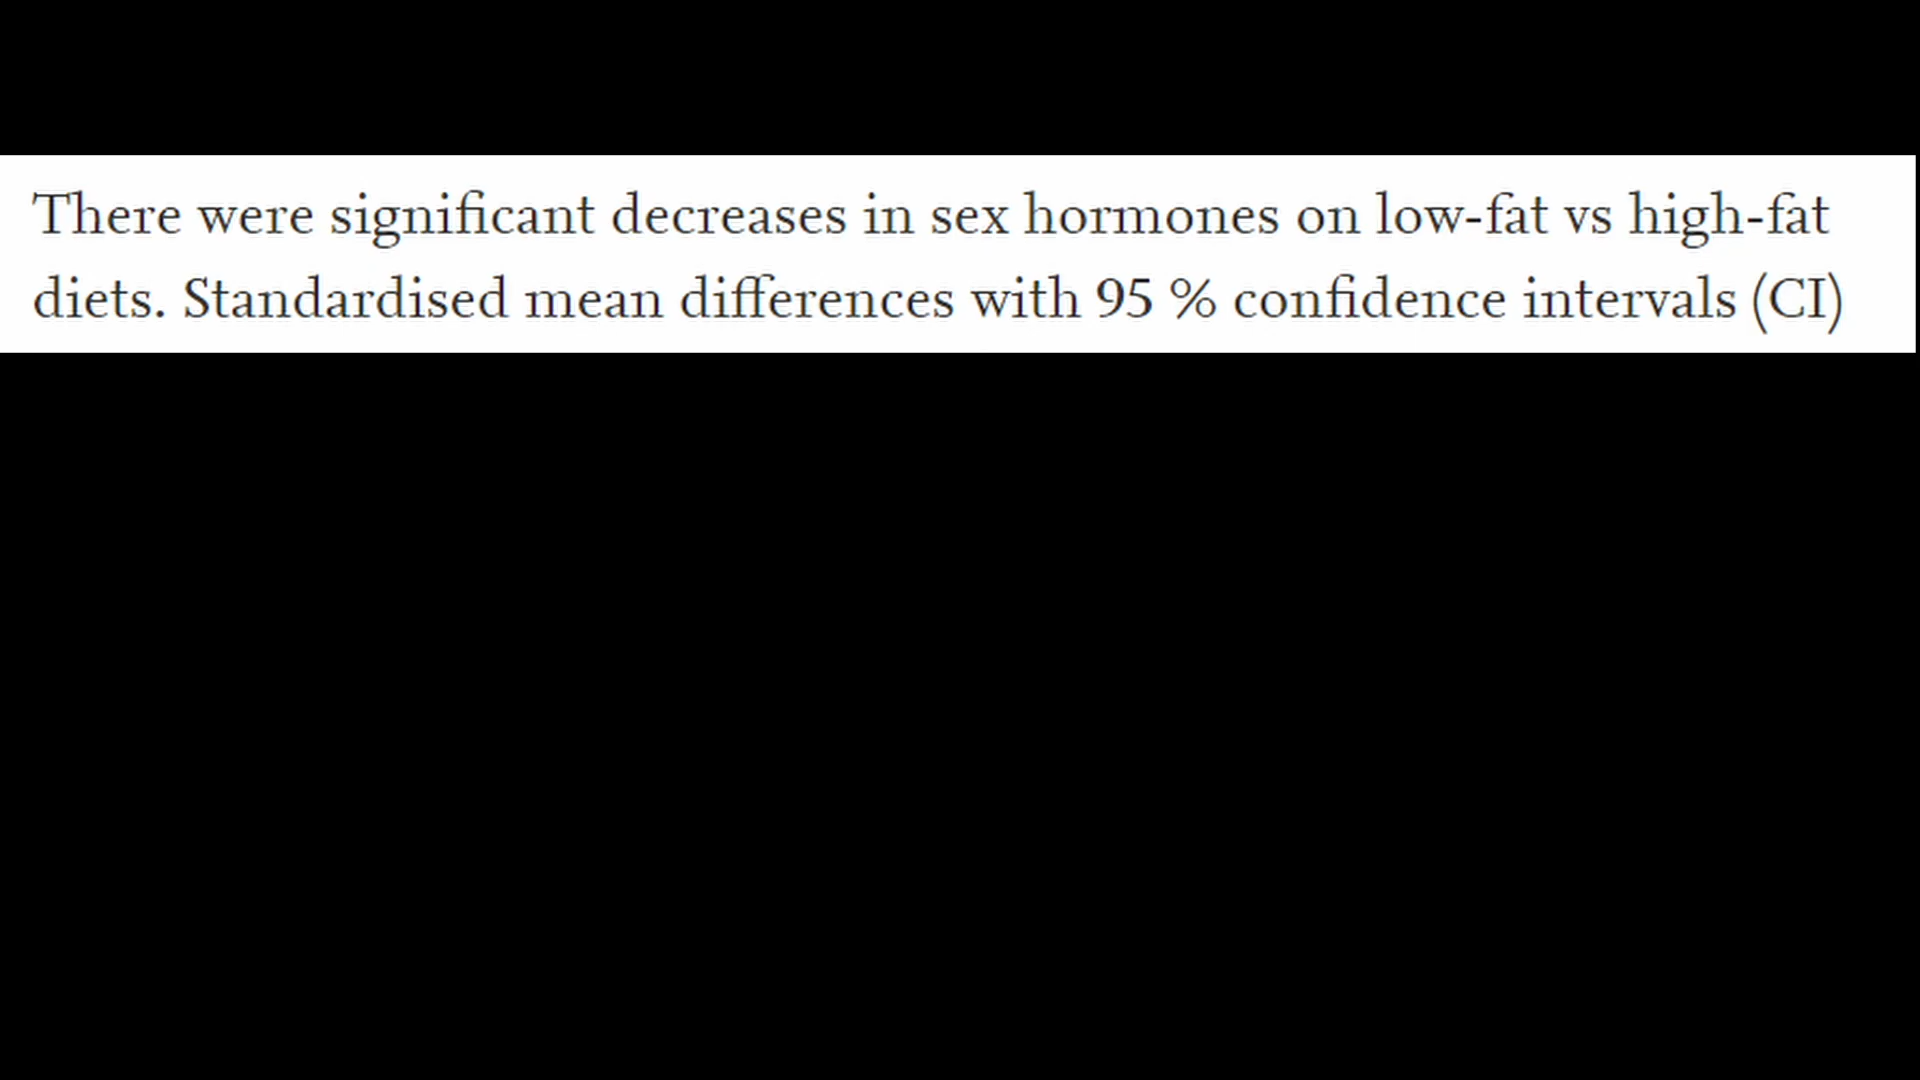 There were significant decreases in sex hormones on low-fat vs high-fat
diets. Standardised mean differences with 95 % confidence intervals (CI)